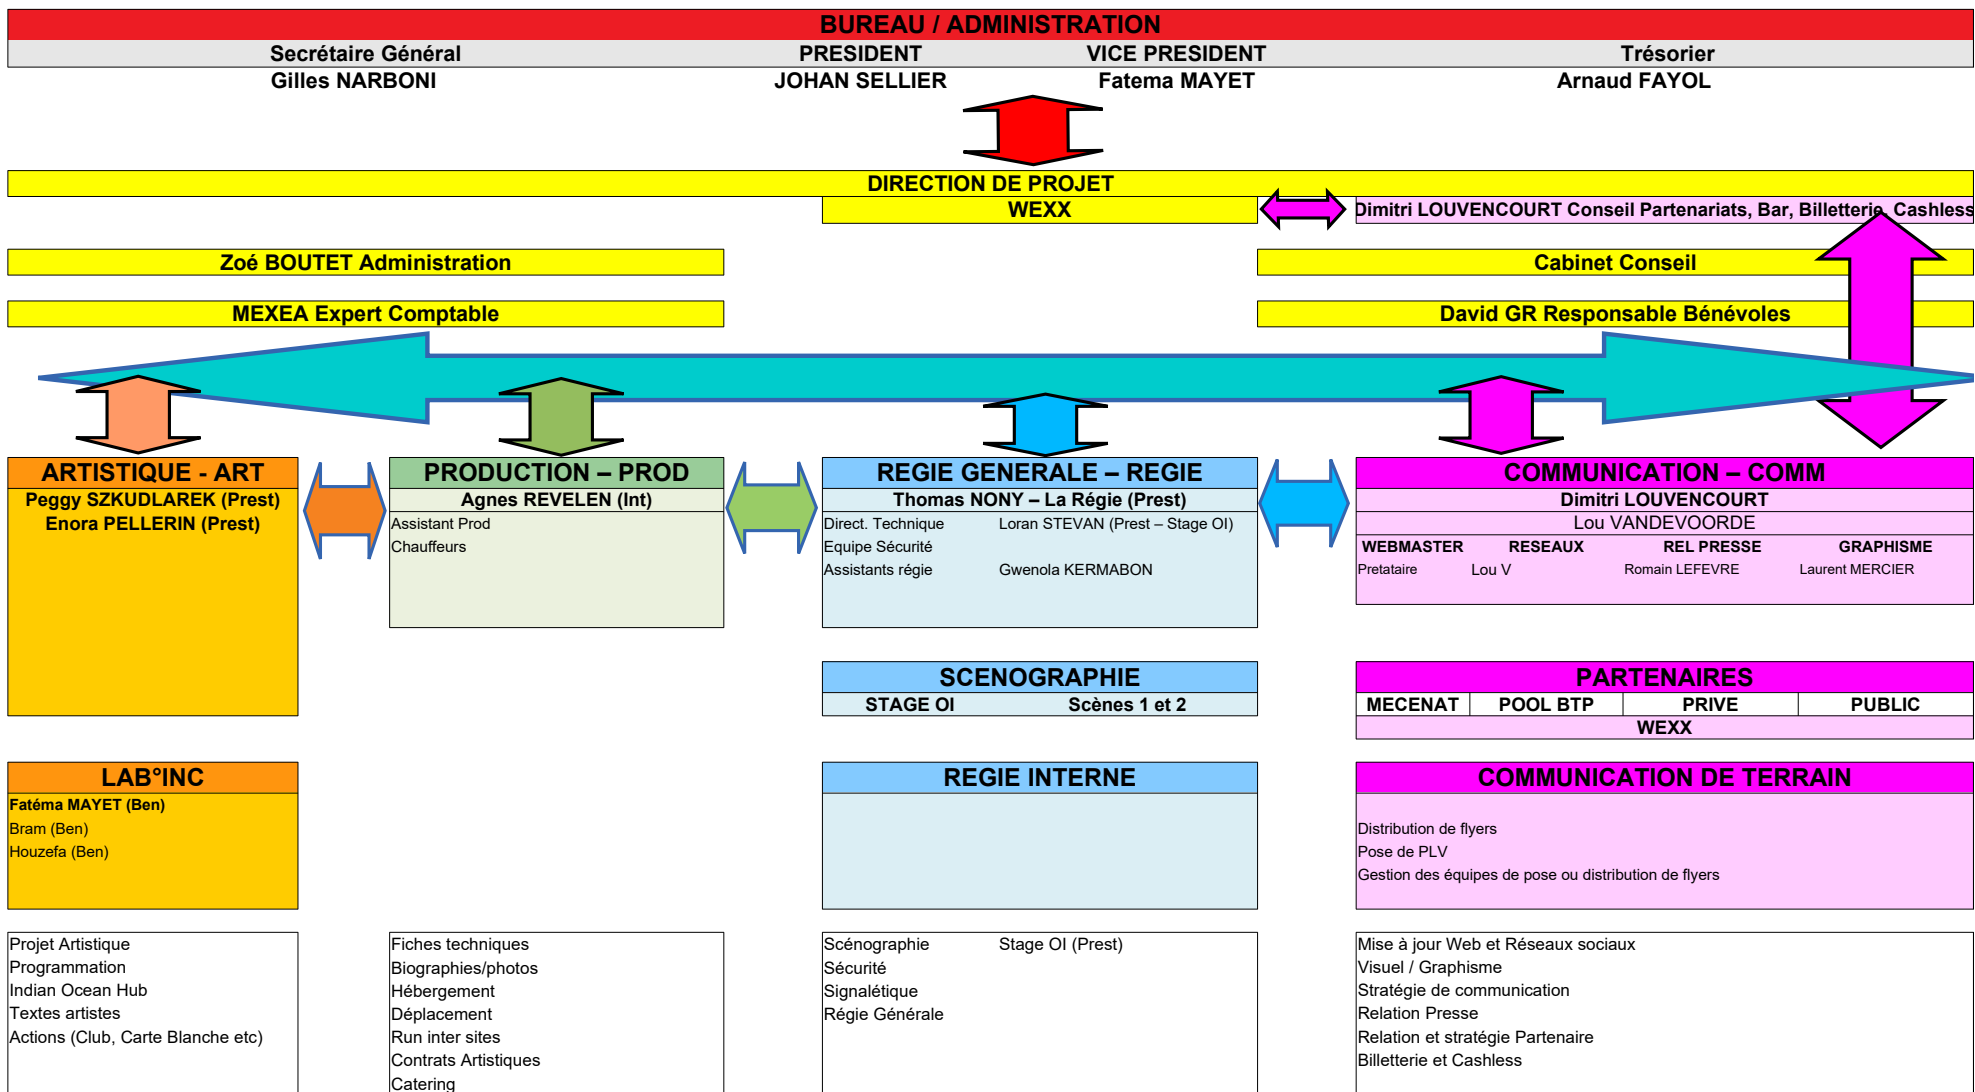 BUREAU / ADMINISTRATION
Secrétaire Général PRESIDENT VICE PRESIDENT Trésorier
Gilles NARBONI JOHAN SELLIER Fatema MAYET Arnaud FAYOL
DIRECTION DE PROJET
WEXX
Dimitri LOUVENCOURT Conseil Partenariats, Bar, Billetterie, Cashless
Zoé BOUTET Administration
Cabinet Conseil
MEXEA Expert Comptable
David GR Responsable Bénévoles
ARTISTIQUE - ART
Peggy SZKUDLAREK (Prest)
Enora PELLERIN (Prest)
PRODUCTION – PROD
Agnes REVELEN (Int)
Assistant Prod
Chauffeurs
REGIE GENERALE – REGIE
Thomas NONY – La Régie (Prest)
Direct. Technique Loran STEVAN (Prest – Stage OI)
Equipe Sécurité
Assistants régie Gwenola KERMABON
COMMUNICATION – COMM
Dimitri LOUVENCOURT
Lou VANDEVOORDE
WEBMASTER RESEAUX REL PRESSE GRAPHISME
Pretataire Lou V Romain LEFEVRE Laurent MERCIER
SCENOGRAPHIE
STAGE OI Scènes 1 et 2
PARTENAIRES
MECENAT POOL BTP PRIVE PUBLIC
WEXX
LAB°INC
Fatéma MAYET (Ben)
Bram (Ben)
Houzefa (Ben)
REGIE INTERNE
COMMUNICATION DE TERRAIN
Distribution de flyers
Pose de PLV
Gestion des équipes de pose ou distribution de flyers
Projet Artistique
Programmation
Indian Ocean Hub
Textes artistes
Actions (Club, Carte Blanche etc)
Fiches techniques
Biographies/photos
Hébergement
Déplacement
Run inter sites
Contrats Artistiques
Catering
Scénographie Stage OI (Prest)
Sécurité
Signalétique
Régie Générale
Mise à jour Web et Réseaux sociaux
Visuel / Graphisme
Stratégie de communication
Relation Presse
Relation et stratégie Partenaire
Billetterie et Cashless